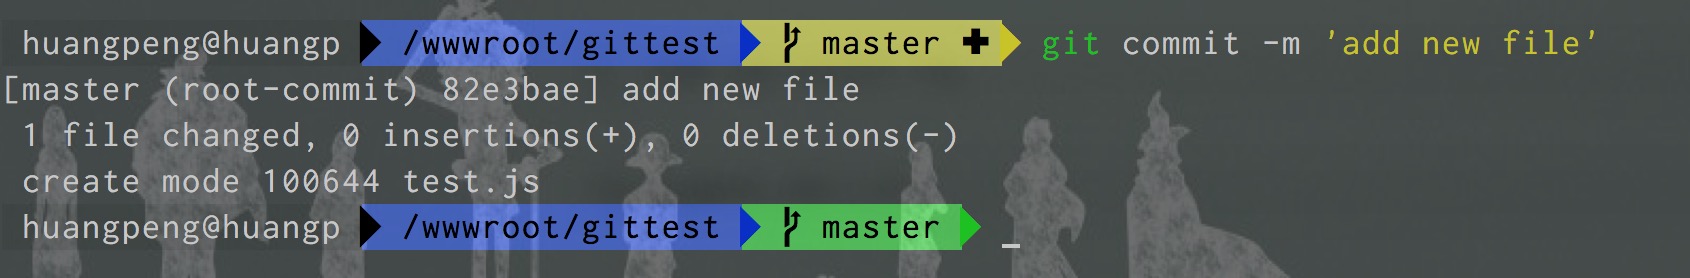 huangpeng@huangp /wwwroot/gittest master ✚ git commit -m 'add new file'
[master (root-commit) 82e3bae] add new file
1 file changed, 0 insertions(+), 0 deletions(-)
create mode 100644 test.js
huangpeng@huangp /wwwroot/gittest master _